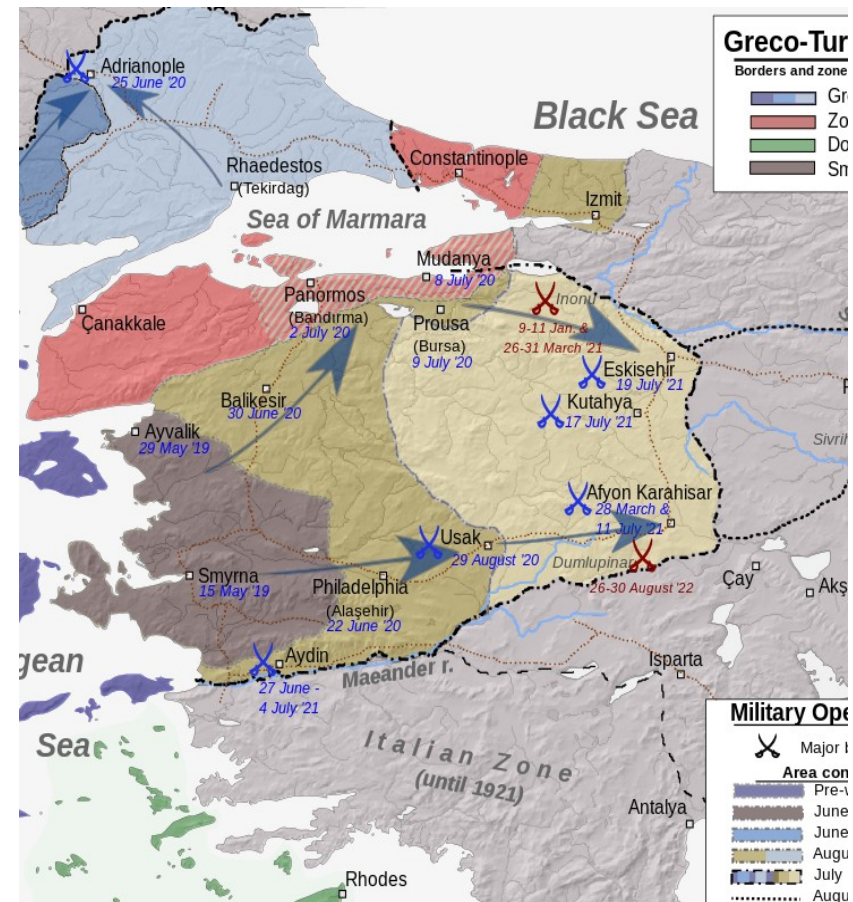 Greco-Tur
Borders and zone
Gre
Zo
Do
Sm
Adrianople
25 June '20
Black Sea
Constantinople
Rhaedestos
(Tekirdag)
Izmit
Sea of Marmara
Mudanya
8 July '20
Panormos
(Bandırma)
2 July '20
Inonu
9-11 Jan. &
26-31 March '21
Çanakkale
Prousa
(Bursa)
9 July '20
Eskisehir
19 July '21
Balikesir
30 June '20
Kutahya
17 July '21
Ayvalik
29 May '19
Sivrih
Afyon Karahisar
28 March &
11 July '21
Usak
29 August '20
Dumlupinar
26-30 August '22
Smyrna
15 May '19
Philadelphia
(Alaşehir)
22 June '20
Çay
Akş
Aydin
27 June -
4 July '21
Maeander r.
Isparta
gean
Sea
Italian Zone
(until 1921)
Antalya
Rhodes
Military Ope
Major b
Area con
Pre-w
June
June
Augu
July
Augu